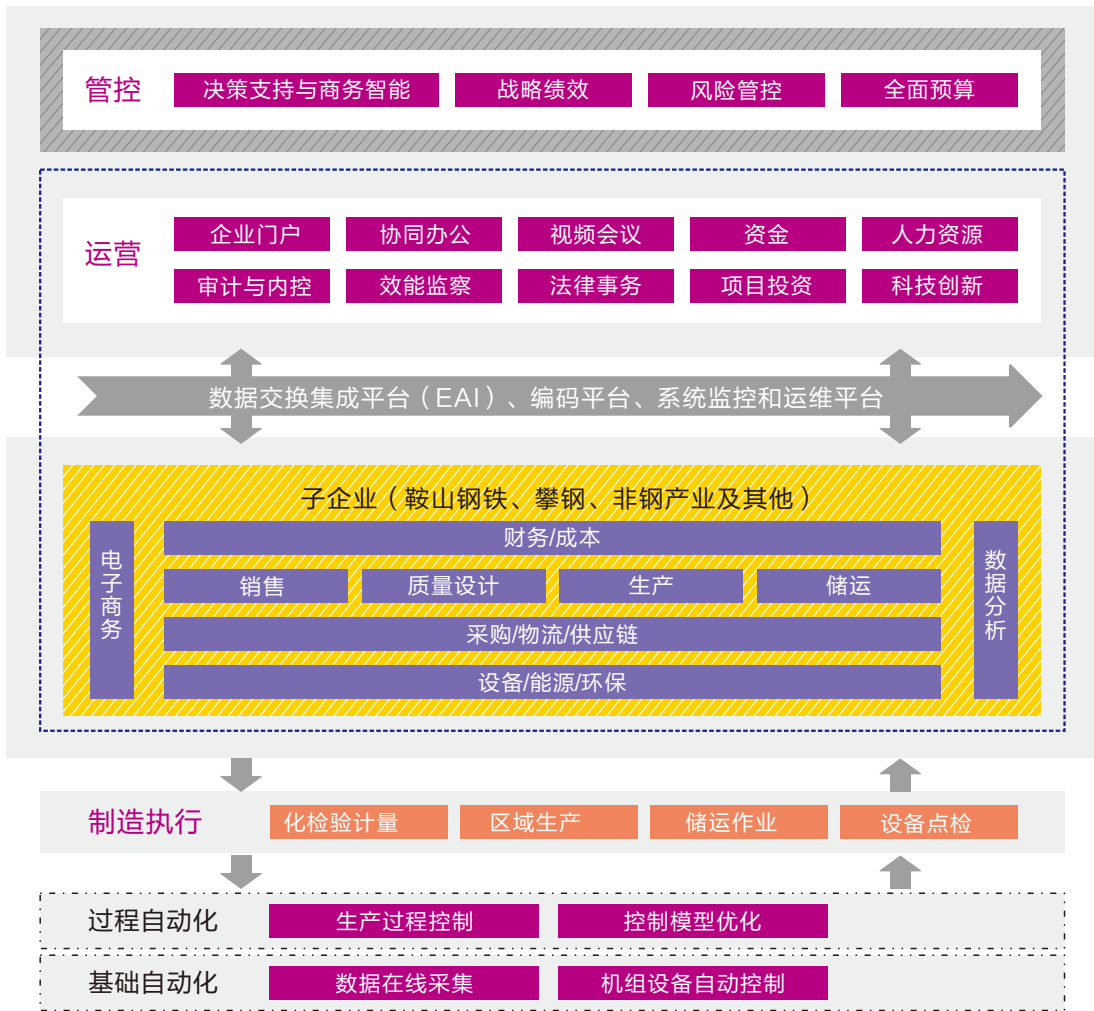 管控
决策支持与商务智能
战略绩效
风险管控
全面预算
运营
企业门户
协同办公
视频会议
资金
人力资源
审计与内控
效能监察
法律事务
项目投资
科技创新
数据交换集成平台（EAI）、编码平台、系统监控和运维平台
子企业（鞍山钢铁、攀钢、非钢产业及其他）
电子商务
财务/成本
销售
质量设计
生产
储运
采购/物流/供应链
设备/能源/环保
数据分析
制造执行
化检验计量
区域生产
储运作业
设备点检
过程自动化
生产过程控制
控制模型优化
基础自动化
数据在线采集
机组设备自动控制